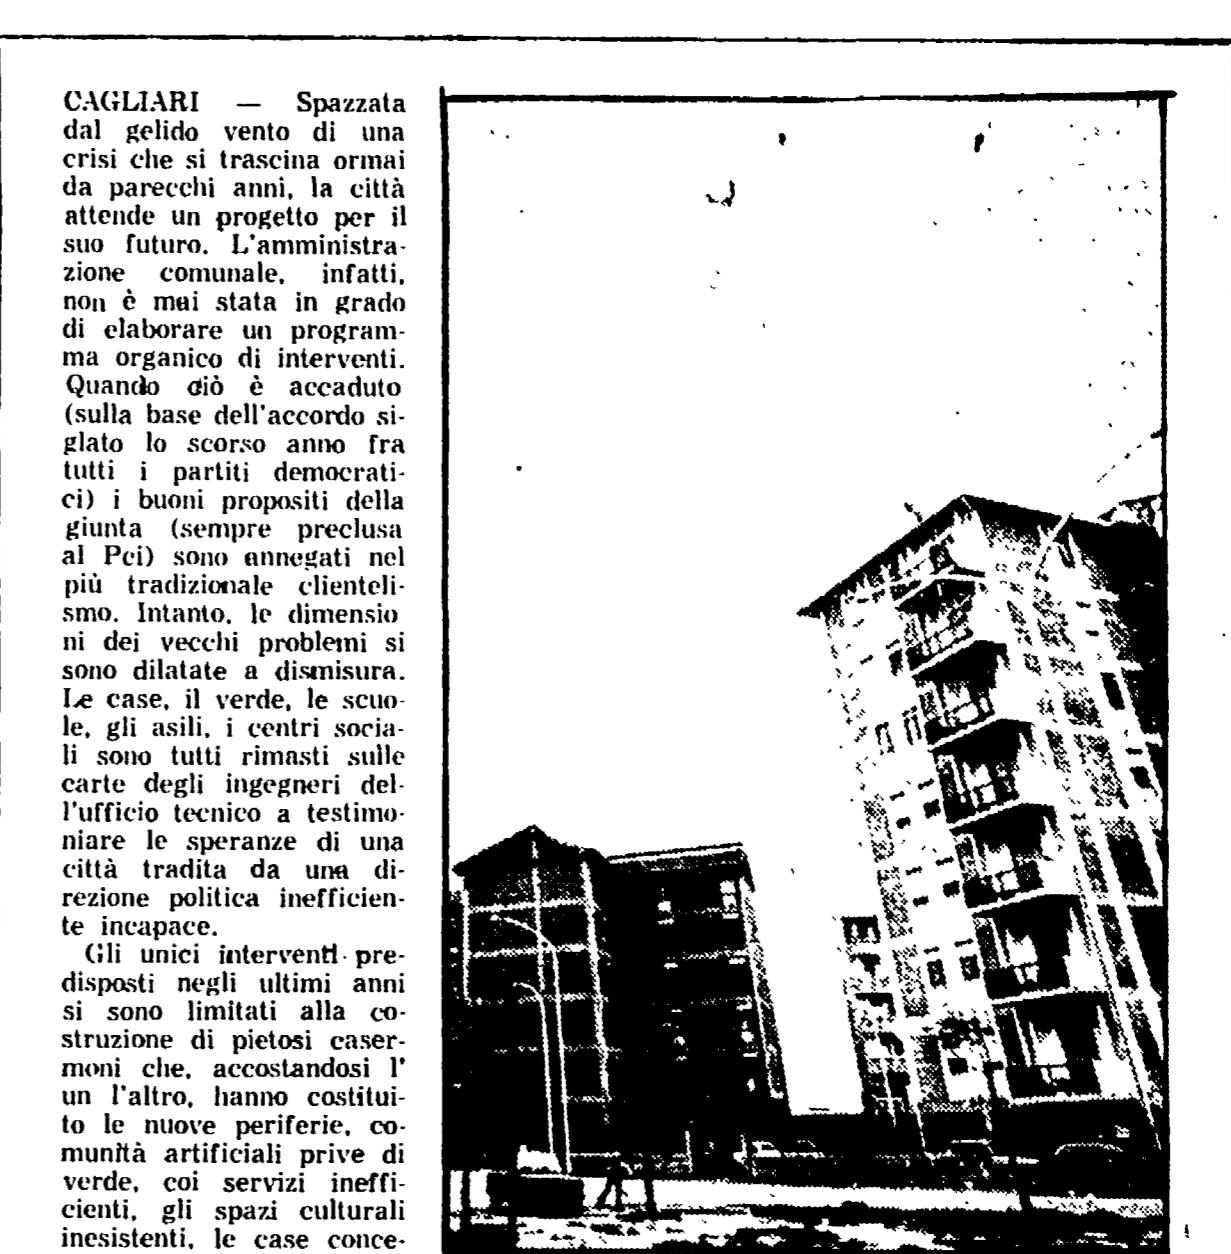 CAGLIARI — Spazzata
dal gelido vento di una
crisi che si trascina ormai
da parecchi anni, la città
attende un progetto per il
suo futuro. L'amministra-
zione comunale, infatti,
non è mai stata in grado
di elaborare un program-
ma organico di interventi.
Quando ciò è accaduto
(sulla base dell'accordo si-
glato lo scorso anno fra
tutti i partiti democrati-
ci) i buoni propositi della
giunta (sempre preclusa
al Pci) sono annegati nel
più tradizionale clienteli-
smo. Intanto, le dimensio
ni dei vecchi problemi si
sono dilatate a dismisura.
Le case, il verde, le scuo-
le, gli asili, i centri socia-
li sono tutti rimasti sulle
carte degli ingegneri del-
l'ufficio tecnico a testimo-
niare le speranze di una
città tradita da una di-
rezione politica inefficien-
te incapace.
Gli unici interventi pre-
disposti negli ultimi anni
si sono limitati alla co-
struzione di pietosi caser-
moni che, accostandosi l'
un l'altro, hanno costitui-
to le nuove periferie, co-
munità artificiali prive di
verde, coi servizi ineffi-
cienti, gli spazi culturali
inesistenti, le case conce-